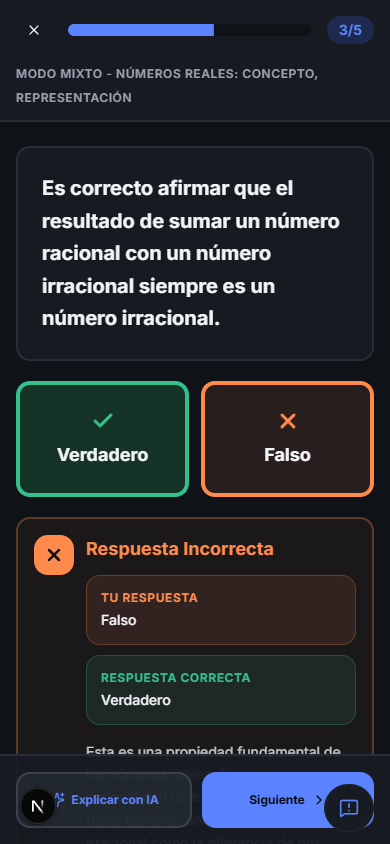 3/5
MODO MIXTO - NÚMEROS REALES: CONCEPTO,
REPRESENTACIÓN
Es correcto afirmar que el
resultado de sumar un número
racional con un número
irracional siempre es un
número irracional.
Verdadero
Falso
Respuesta Incorrecta
TU RESPUESTA
Falso
RESPUESTA CORRECTA
Verdadero
Esta es una propiedad fundamental de
N
Explicar con IA
Siguiente